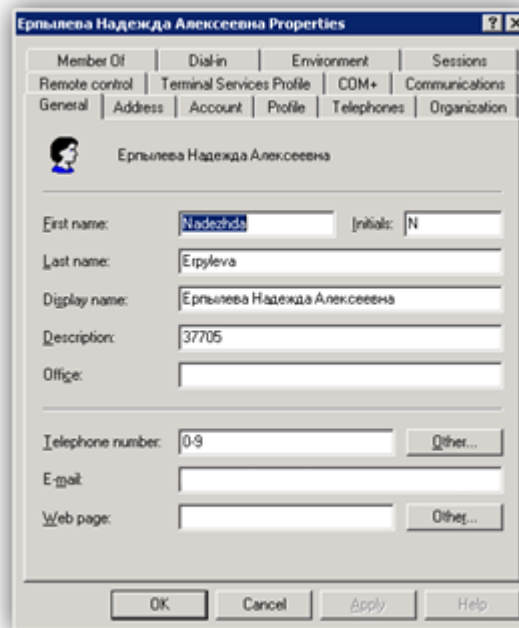 Ерпылева Надежда Алексеевна Properties
Member Of Dial-in Environment Sessions
Remote control Terminal Services Profile COM+ Communications
General Address Account Profile Telephones Organization
Ерпылева Надежда Алексеевна
First name: Nadezhda Initials: N
Last name: Erpyleva
Display name: Ерпылева Надежда Алексеевна
Description: 37705
Office:
Telephone number: 0-9 Other...
E-mail:
Web page: Other...
OK Cancel Apply Help